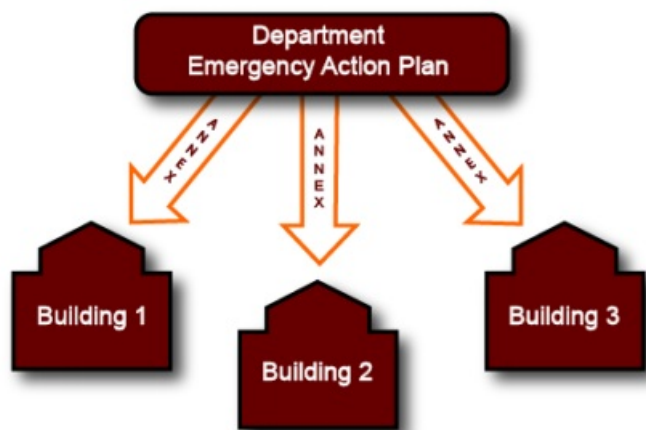 Department
Emergency Action Plan
ANNEX
ANNEX
ANNEX
Building 1
Building 2
Building 3